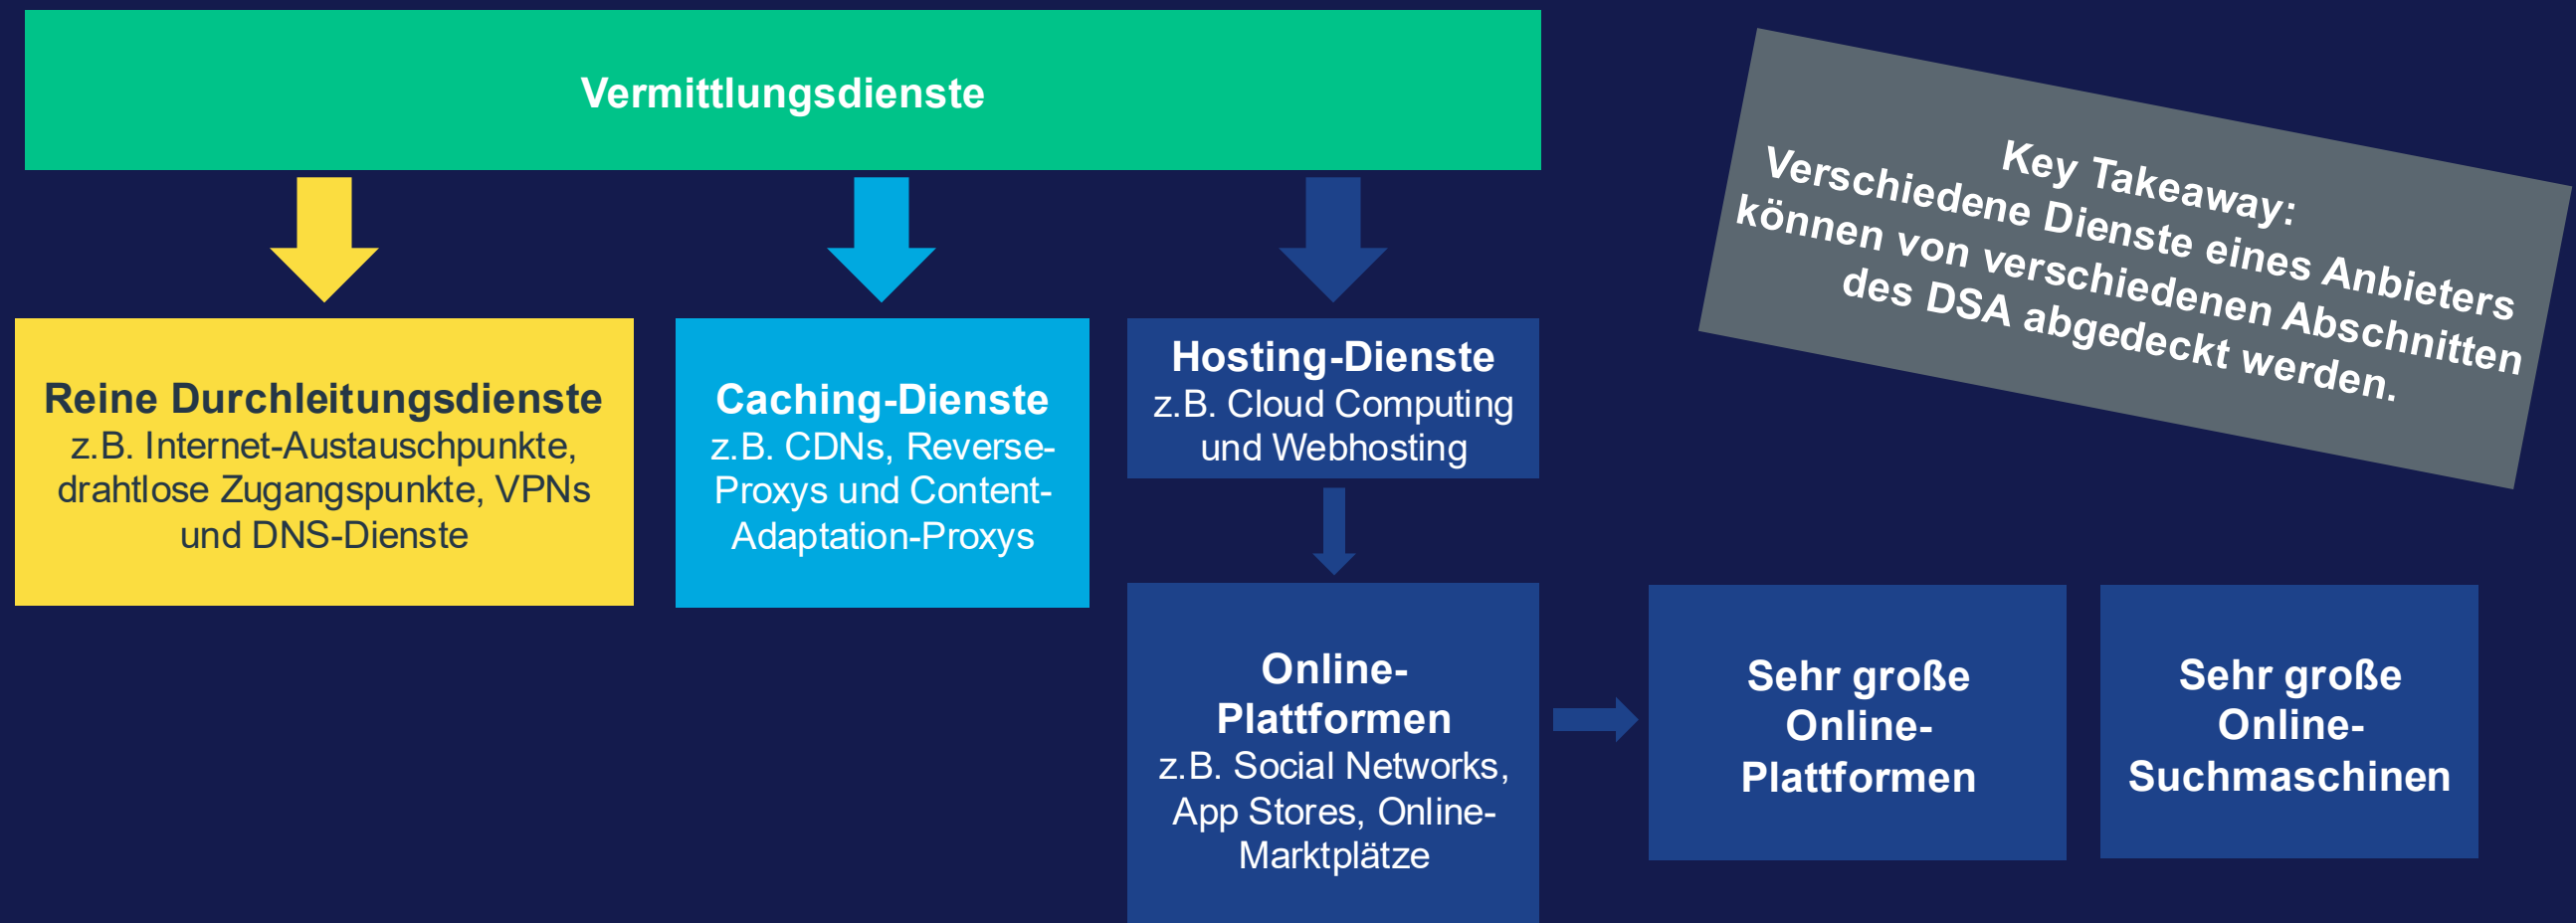 Vermittlungsdienste
Key Takeaway:
Verschiedene Dienste eines Anbieters
können von verschiedenen Abschnitten
des DSA abgedeckt werden.
Reine Durchleitungsdienste
z.B. Internet-Austauschpunkte,
drahtlose Zugangspunkte, VPNs
und DNS-Dienste
Caching-Dienste
z.B. CDNs, Reverse-
Proxys und Content-
Adaptation-Proxys
Hosting-Dienste
z.B. Cloud Computing
und Webhosting
Online-
Plattformen
z.B. Social Networks,
App Stores, Online-
Marktplätze
Sehr große
Online-
Plattformen
Sehr große
Online-
Suchmaschinen